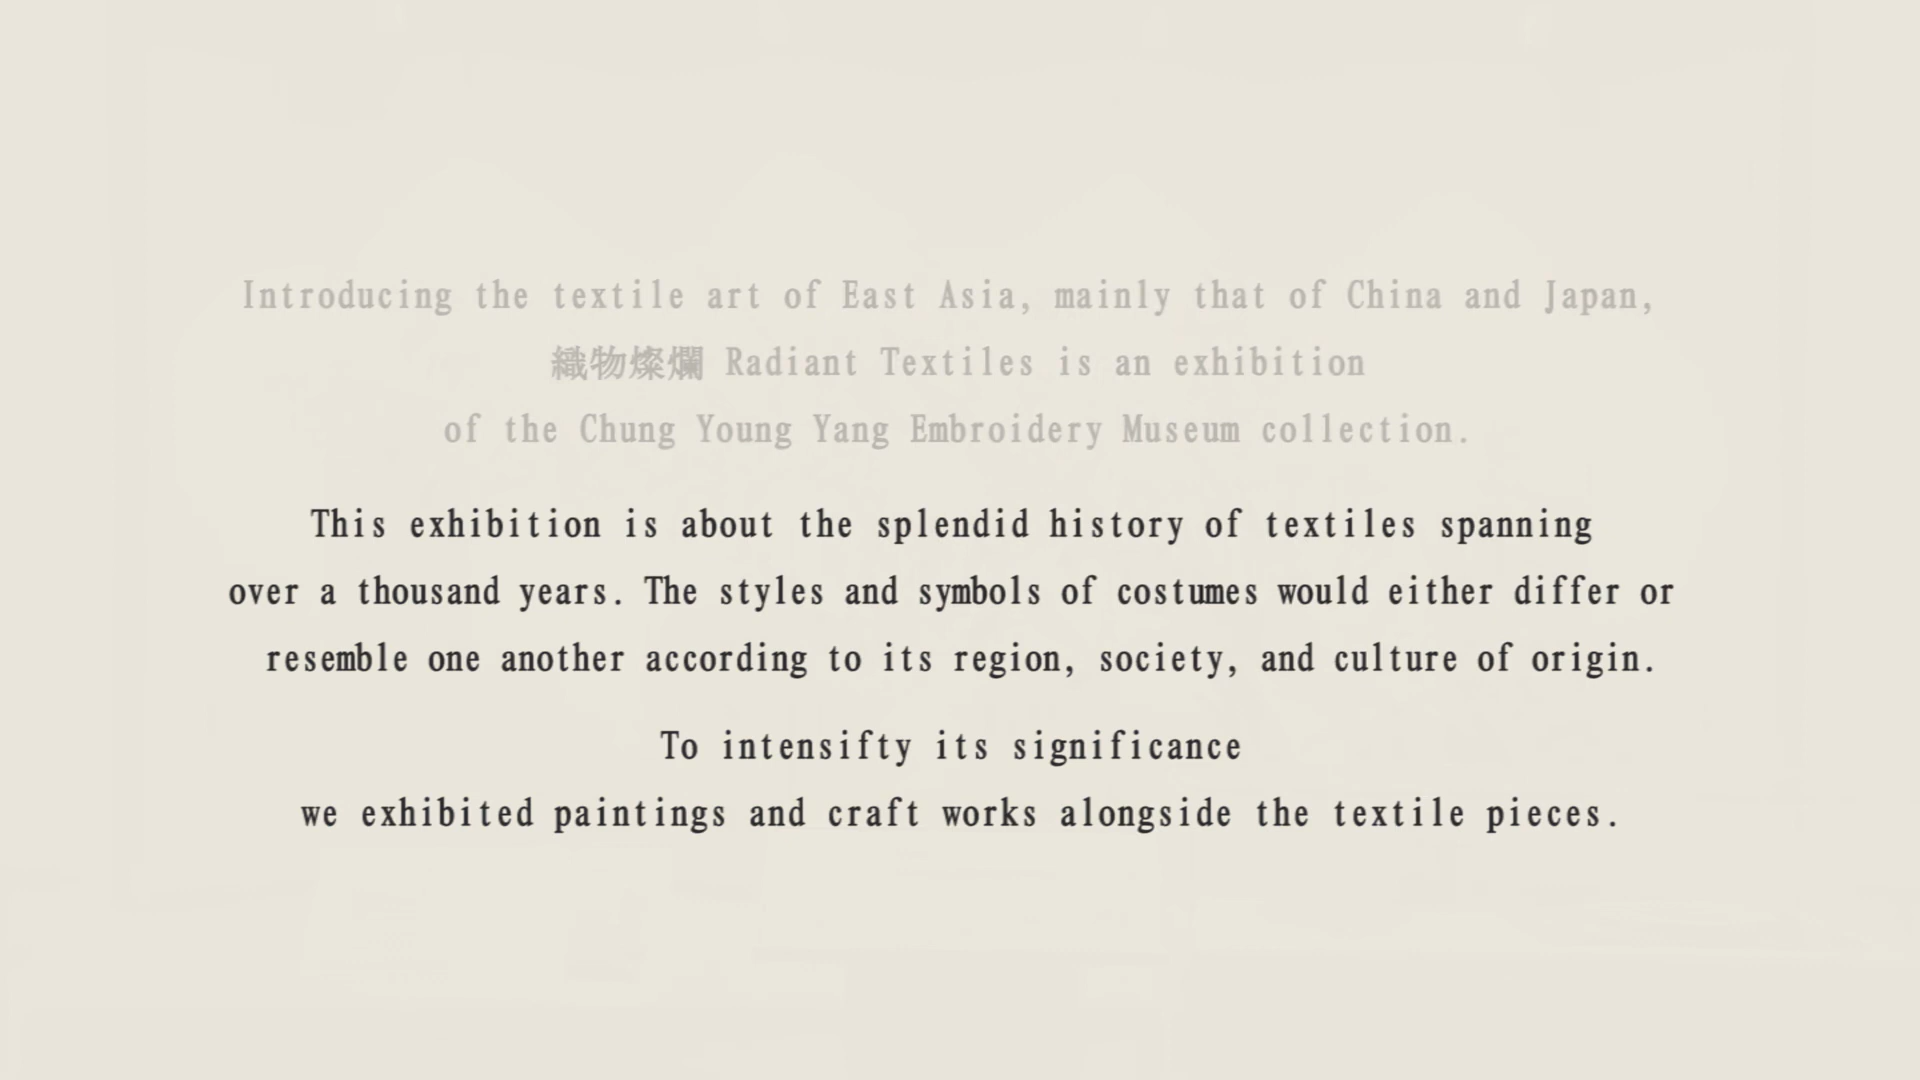 Introducing the textile art of East Asia, mainly that of China and Japan,
織物燦爛 Radiant Textiles is an exhibition
of the Chung Young Yang Embroidery Museum collection.
This exhibition is about the splendid history of textiles spanning
over a thousand years. The styles and symbols of costumes would either differ or
resemble one another according to its region, society, and culture of origin.
To intensifty its significance
we exhibited paintings and craft works alongside the textile pieces.